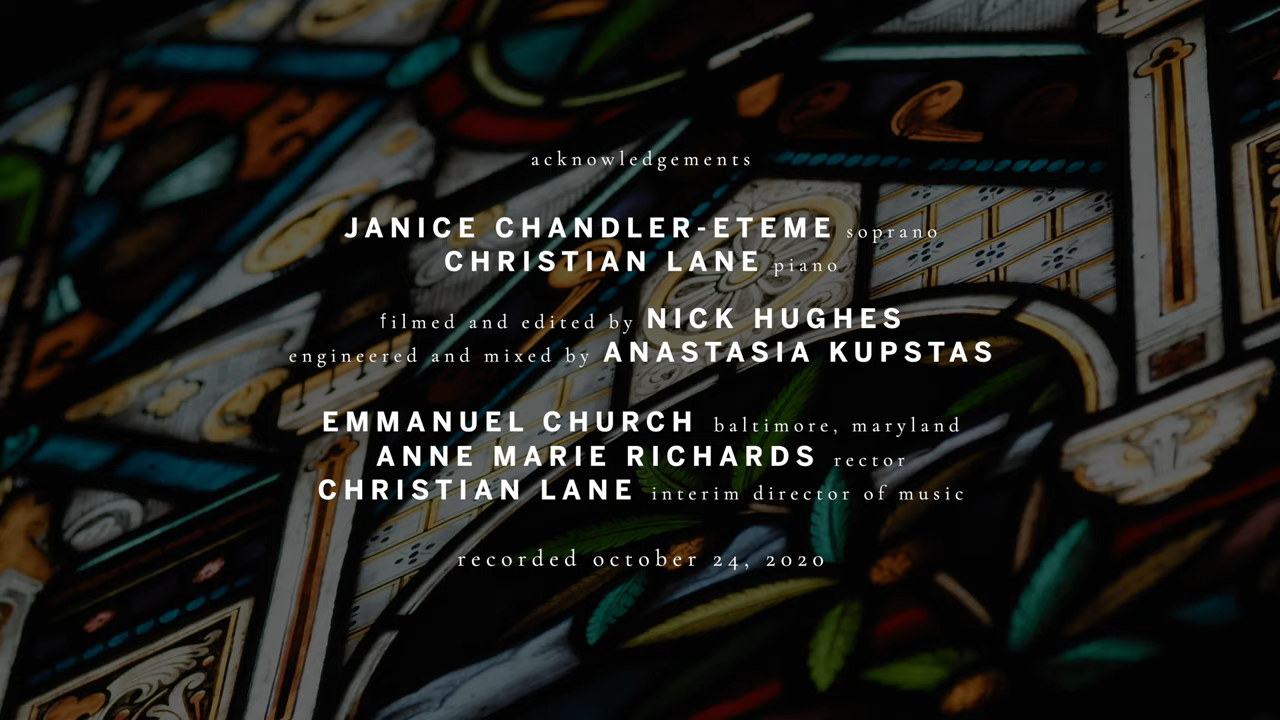 acknowledgements
JANICE CHANDLER-ETEME soprano
CHRISTIAN LANE piano
filmed and edited by NICK HUGHES
engineered and mixed by ANASTASIA KUPSTAS
EMMANUEL CHURCH baltimore, maryland
ANNE MARIE RICHARDS rector
CHRISTIAN LANE interim director of music
recorded october 24, 2020